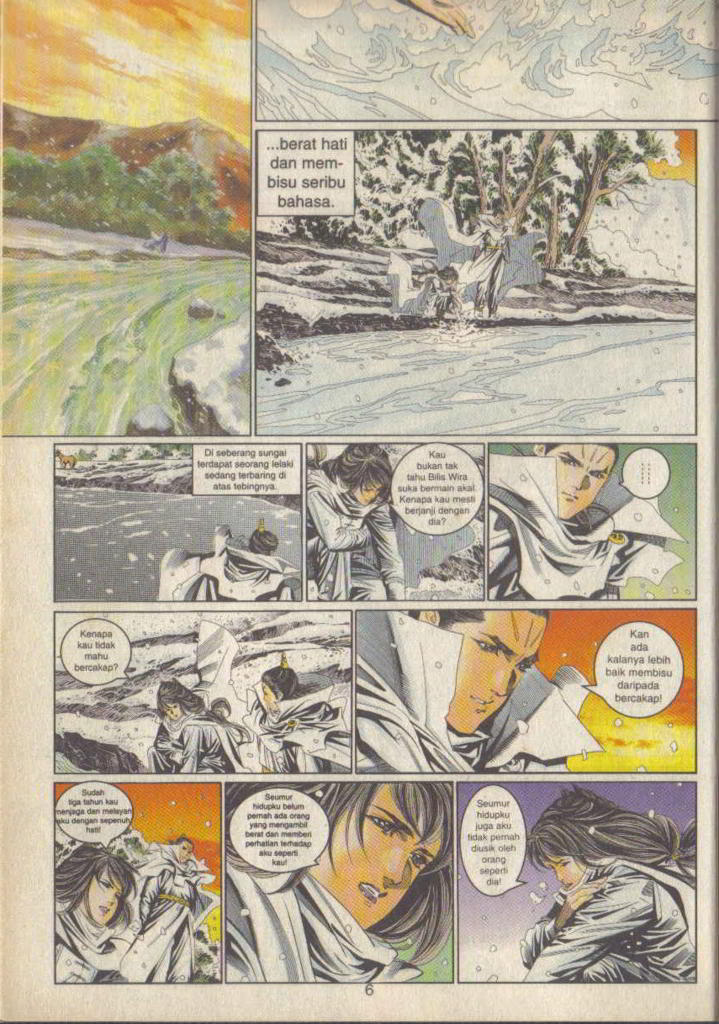 ...berat hati
dan mem-
bisu seribu
bahasa.
Di seberang sungai
terdapat seorang lelaki
sedang terbaring di
atas tebingnya.
Kau
bukan tak
tahu Bilis Wira
suka bermain akal.
Kenapa kau mesti
berjanji dengan
dia?
Kenapa
kau tidak
mahu
bercakap?
Kan
ada
kalanya lebih
baik membisu
daripada
bercakap!
Sudah
tiga tahun kau
menjaga dan melayan
aku dengan sepenuh
hati!
Seumur
hidupku belum
pernah ada orang
yang mengambil
berat dan memberi
perhatian terhadap
aku seperti
kau!
Seumur
hidupku
juga aku
tidak pernah
diusik oleh
orang
seperti
dia!
6